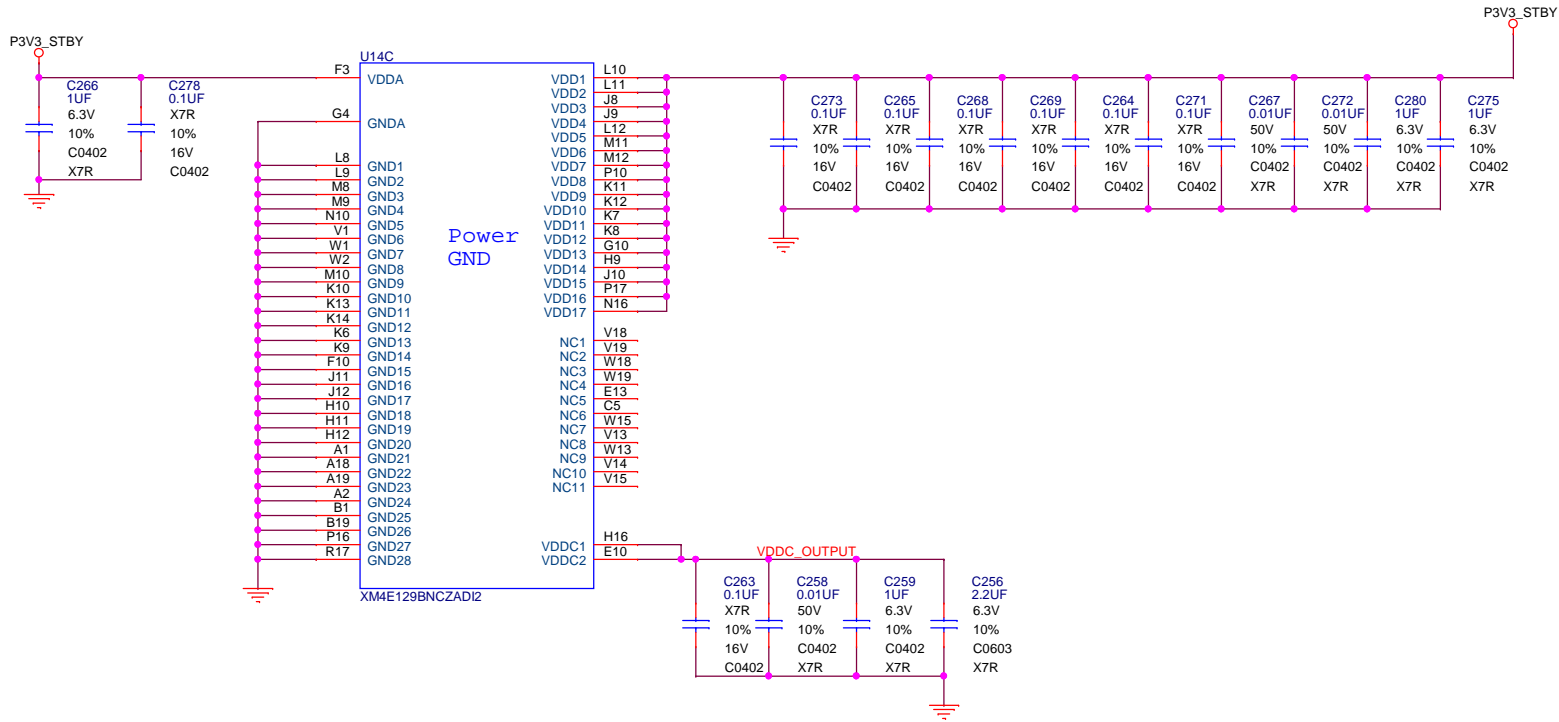 P3V3_STBY
P3V3_STBY
U14C
C266
1UF
6.3V
10%
C0402
X7R
C278
0.1UF
X7R
10%
16V
C0402
F3 VDDA
G4 GNDA
L8 GND1
L9 GND2
M8 GND3
M9 GND4
N10 GND5
V1 GND6
W1 GND7
W2 GND8
M10 GND9
K10 GND10
K13 GND11
K14 GND12
K6 GND13
K9 GND14
F10 GND15
J11 GND16
J12 GND17
H10 GND18
H11 GND19
H12 GND20
A1 GND21
A18 GND22
A19 GND23
A2 GND24
B1 GND25
B19 GND26
P16 GND27
R17 GND28
Power
GND
VDD1 L10
VDD2 L11
VDD3 J8
VDD4 J9
VDD5 L12
VDD6 M11
VDD7 M12
VDD8 P10
VDD9 K11
VDD10 K12
VDD11 K7
VDD12 K8
VDD13 G10
VDD14 H9
VDD15 J10
VDD16 P17
VDD17 N16
NC1 V18
NC2 V19
NC3 W18
NC4 W19
NC5 E13
NC6 C5
NC7 W15
NC8 V13
NC9 W13
NC10 V14
NC11 V15
VDDC1 H16
VDDC2 E10
XM4E129BNCZADI2
C273
0.1UF
X7R
10%
16V
C0402
C265
0.1UF
X7R
10%
16V
C0402
C268
0.1UF
X7R
10%
16V
C0402
C269
0.1UF
X7R
10%
16V
C0402
C264
0.1UF
X7R
10%
16V
C0402
C271
0.1UF
X7R
10%
16V
C0402
C267
0.01UF
50V
10%
C0402
X7R
C272
0.01UF
50V
10%
C0402
X7R
C280
1UF
6.3V
10%
C0402
X7R
C275
1UF
6.3V
10%
C0402
X7R
VDDC_OUTPUT
C263
0.1UF
X7R
10%
16V
C0402
C258
0.01UF
50V
10%
C0402
X7R
C259
1UF
6.3V
10%
C0402
X7R
C256
2.2UF
6.3V
10%
C0603
X7R